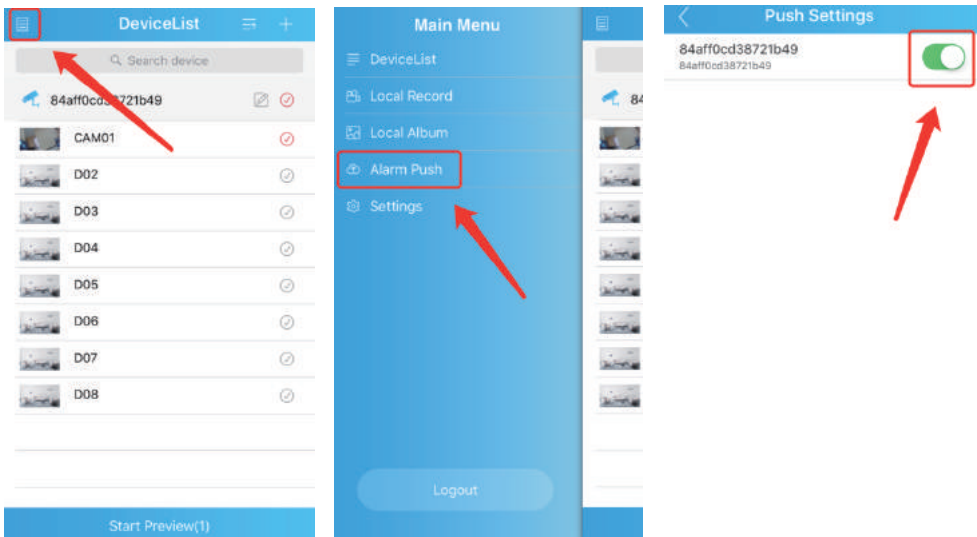 DeviceList
Search device
84aff0cd38721b49
CAM01
D02
D03
D04
D05
D06
D07
D08
Start Preview(1)
Main Menu
DeviceList
Local Record
Local Album
Alarm Push
Settings
Logout
84
Push Settings
84aff0cd38721b49
84aff0cd38721b49